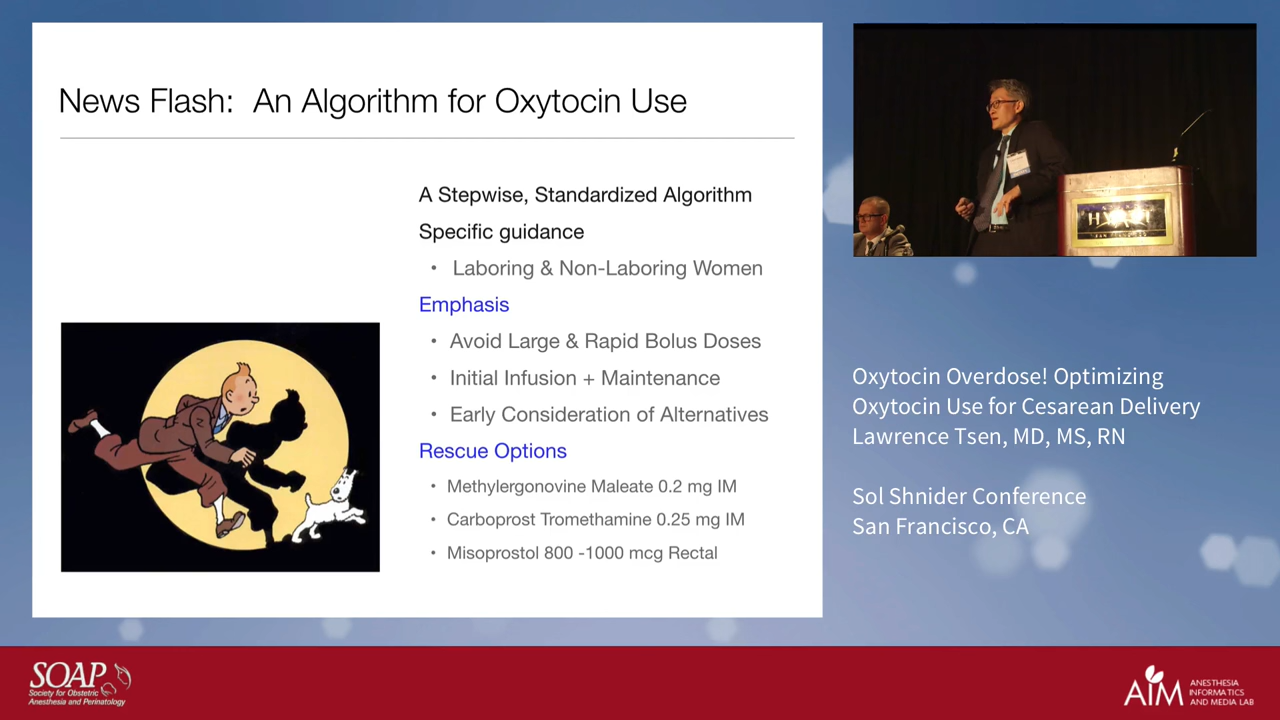 News Flash: An Algorithm for Oxytocin Use
A Stepwise, Standardized Algorithm
Specific guidance
• Laboring & Non-Laboring Women
Emphasis
• Avoid Large & Rapid Bolus Doses
• Initial Infusion + Maintenance
• Early Consideration of Alternatives
Rescue Options
• Methylergonovine Maleate 0.2 mg IM
• Carboprost Tromethamine 0.25 mg IM
• Misoprostol 800 -1000 mcg Rectal
HYATT
Oxytocin Overdose! Optimizing
Oxytocin Use for Cesarean Delivery
Lawrence Tsen, MD, MS, RN
Sol Shnider Conference
San Francisco, CA
SOAP
Society for Obstetric
Anesthesia and Perinatology
AIM
ANESTHESIA
INFORMATICS
AND MEDIA LAB